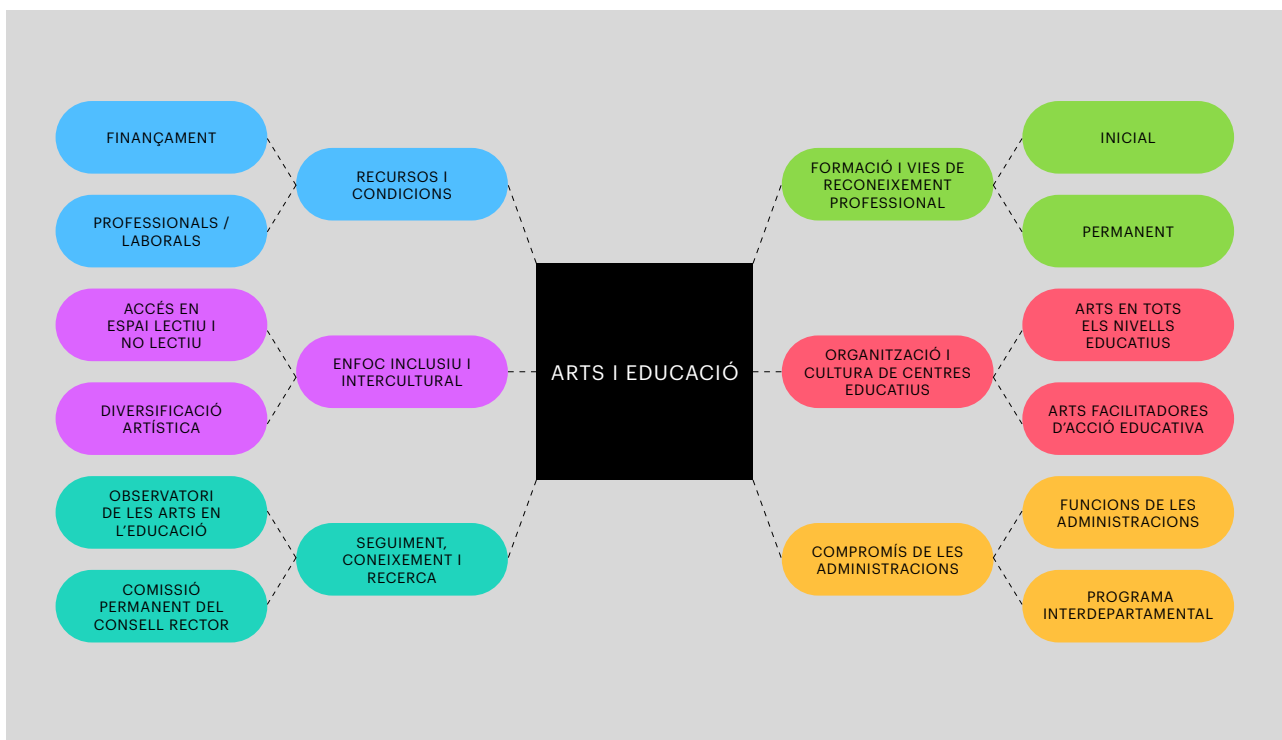 FINANÇAMENT
PROFESSIONALS /
LABORALS
RECURSOS I
CONDICIONS
ACCÉS EN
ESPAI LECTIU I
NO LECTIU
DIVERSIFICACIÓ
ARTÍSTICA
ENFOC INCLUSIU I
INTERCULTURAL
OBSERVATORI
DE LES ARTS EN
L'EDUCACIÓ
COMISSIÓ
PERMANENT DEL
CONSELL RECTOR
SEGUIMENT,
CONEIXEMENT I
RECERCA
ARTS I EDUCACIÓ
FORMACIÓ I VIES DE
RECONEIXEMENT
PROFESSIONAL
INICIAL
PERMANENT
ORGANITZACIÓ I
CULTURA DE CENTRES
EDUCATIUS
ARTS EN TOTS
ELS NIVELLS
EDUCATIUS
ARTS FACILITADORES
D'ACCIÓ EDUCATIVA
COMPROMÍS DE LES
ADMINISTRACIONS
FUNCIONS DE LES
ADMINISTRACIONS
PROGRAMA
INTERDEPARTAMENTAL